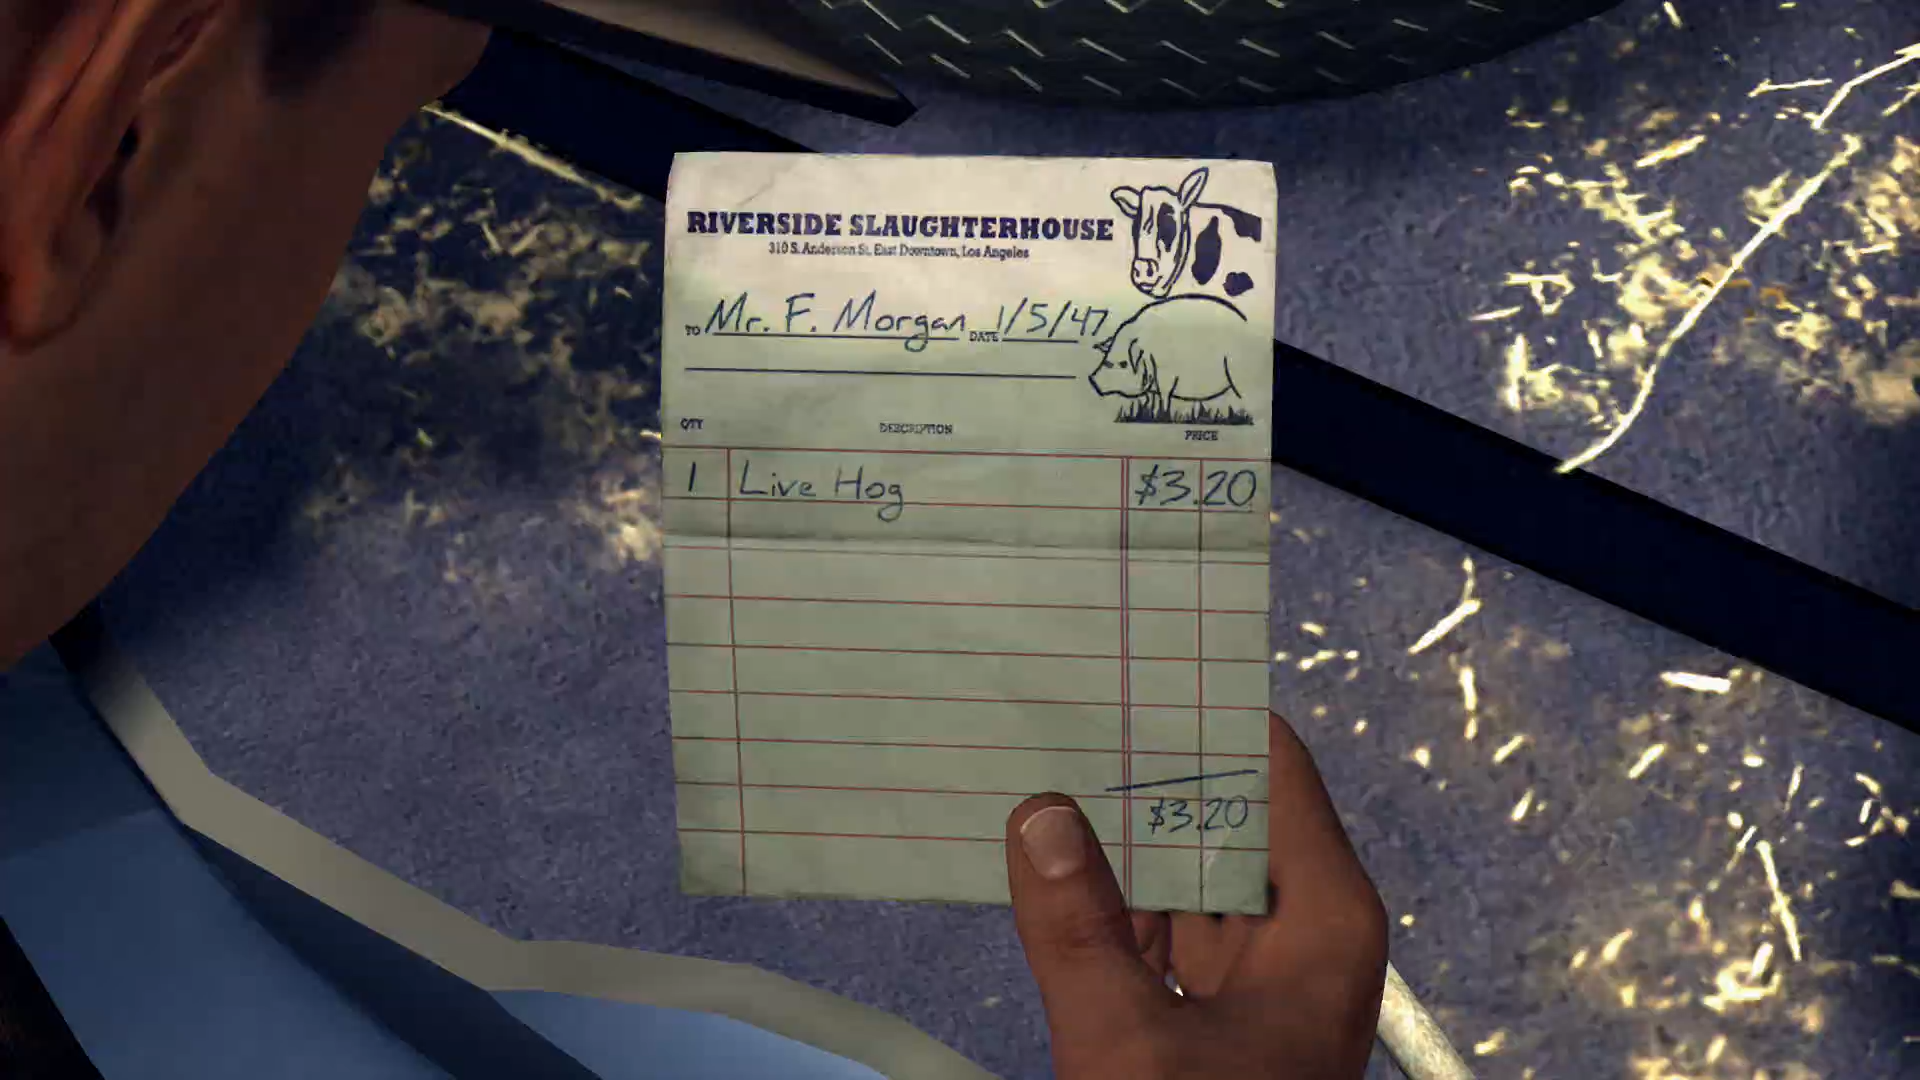 RIVERSIDE SLAUGHTERHOUSE
310 S. Anderson St, East Downtown, Los Angeles
TO Mr. F. Morgan DATE 1/5/47
QTY DESCRIPTION PRICE
1 Live Hog $3.20
$3.20